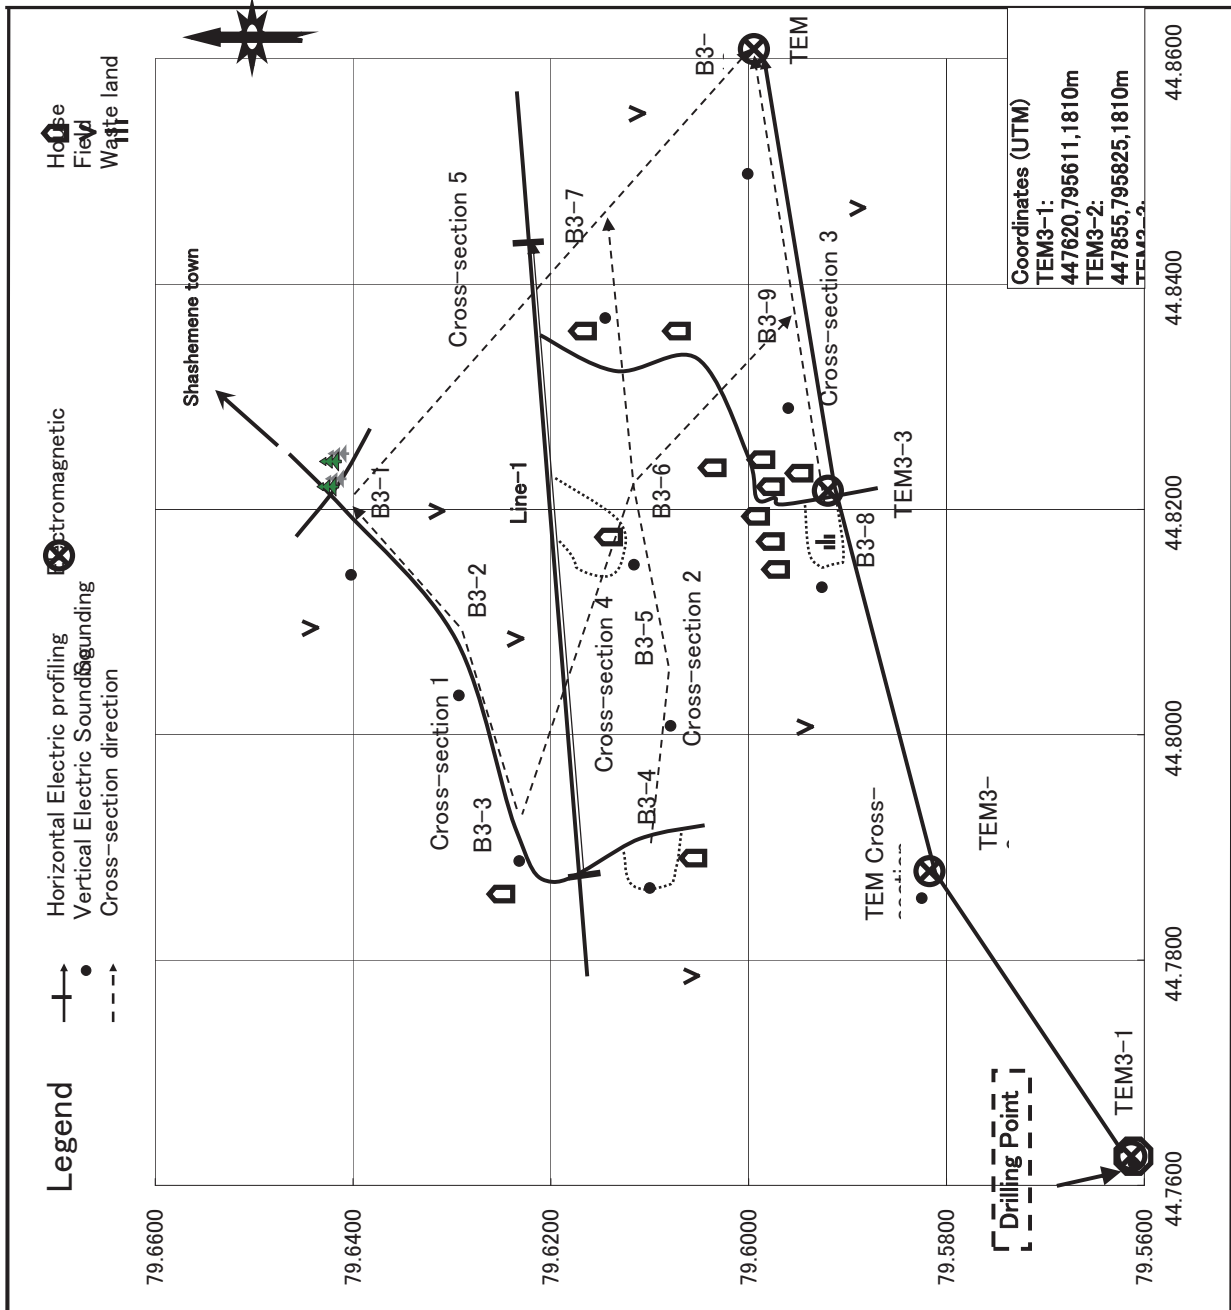 Legend
Horizontal Electric profiling
Vertical Electric Sounding
Cross-section direction
Electromagnetic
Sounding
House
Field
Waste land
Shashemene town
B3-1
B3-2
Cross-section 1
B3-3
Cross-section 5
B3-7
Line-1
B3-6
Cross-section 4
B3-5
Cross-section 2
B3-4
B3-
TEM
B3-9
Cross-section 3
TEM3-3
B3-8
TEM Cross-
TEM3-
TEM3-1
Drilling Point
Coordinates (UTM)
TEM3-1:
447620,795611,1810m
TEM3-2:
447855,795825,1810m
79.6600
79.6400
79.6200
79.6000
79.5800
79.5600
44.7600
44.7800
44.8000
44.8200
44.8400
44.8600